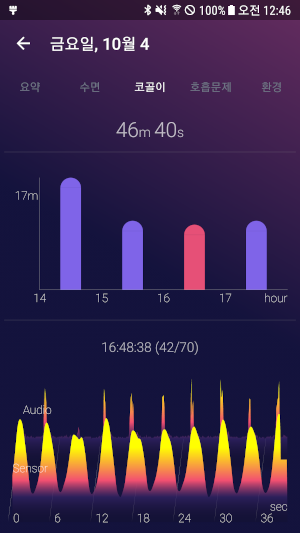 100% 오전 12:46
금요일, 10월 4
요약 수면 코골이 호흡문제 환경
46m 40s
17m
14 15 16 17 hour
16:48:38 (42/70)
Audio
Sensor
sec
0 6 12 18 24 30 36